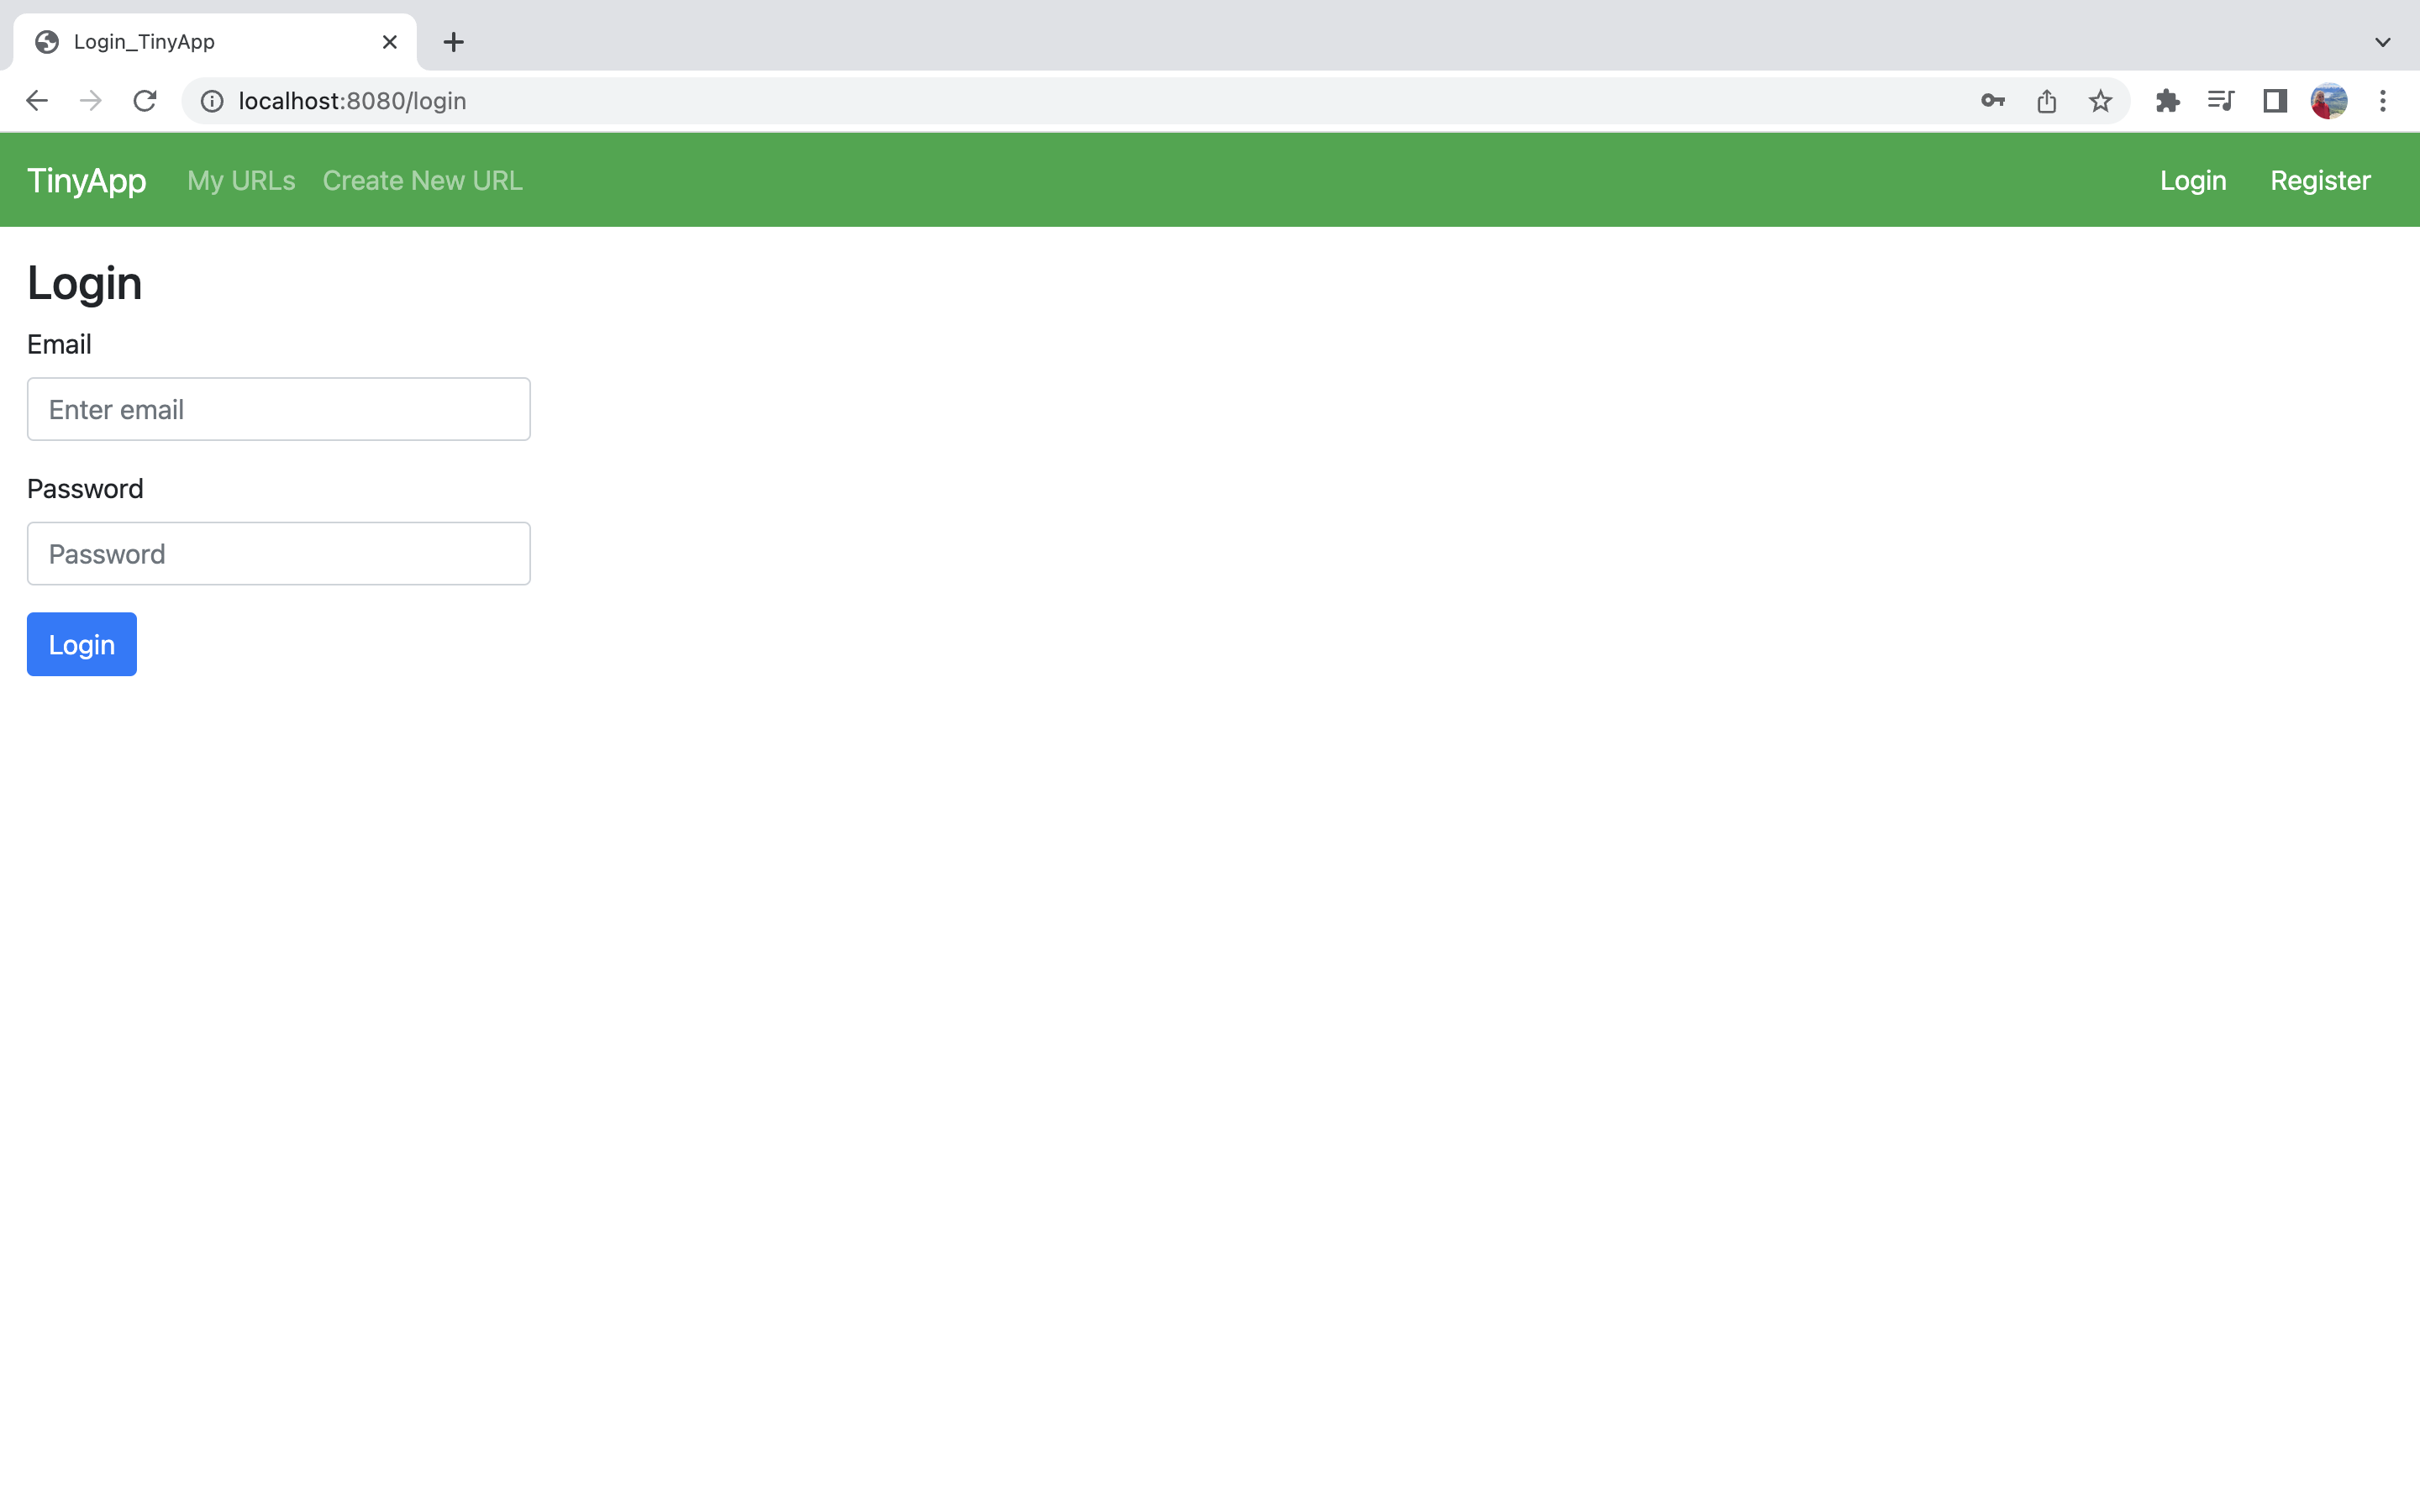 Login_TinyApp
localhost:8080/login
TinyApp My URLs Create New URL Login Register
Login
Email
Enter email
Password
Password
Login